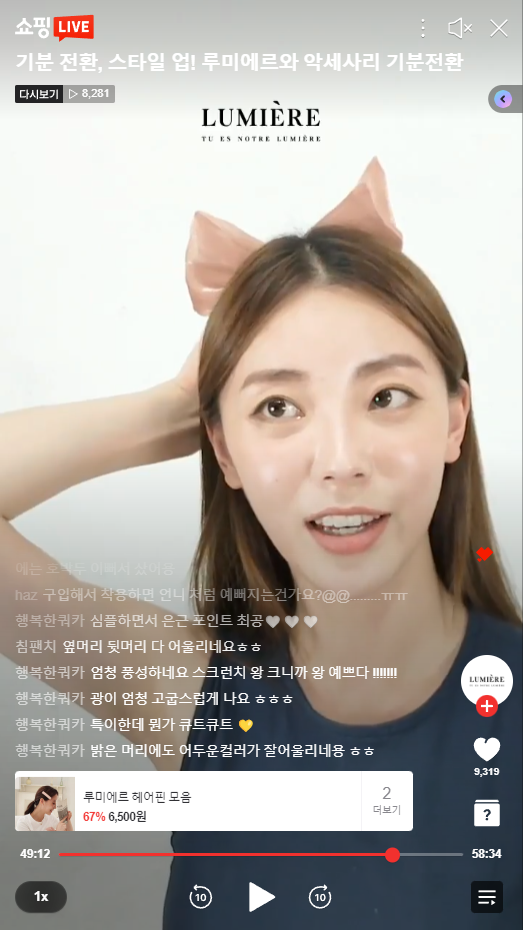 쇼핑 LIVE
기분 전환, 스타일 업! 루미에르와 악세사리 기분전환
다시보기 ▷ 8,281
LUMIÈRE
TU ES NOTRE LUMIÈRE
haz 구입해서 착용하면 언니 처럼 예뻐지는건가요?@@.........ㅠㅠ
행복한쿼카 심플하면서 은근 포인트 최공🤍🤍🤍
침팬치 옆머리 뒷머리 다 어울리네요ㅎㅎ
행복한쿼카 엄청 풍성하네요 스크런치 왕 크니까 왕 예쁘다 !!!!!!!
행복한쿼카 광이 엄청 고굽스럽게 나요 ㅎㅎㅎ
행복한쿼카 특이한데 뭔가 큐트큐트 💛
행복한쿼카 밝은 머리에도 어두운컬러가 잘어울리네용 ㅎㅎ
LUMIÈRE
9,319
루미에르 헤어핀 모음
67% 6,500원
2
더보기
49:12
58:34
1x
10
10